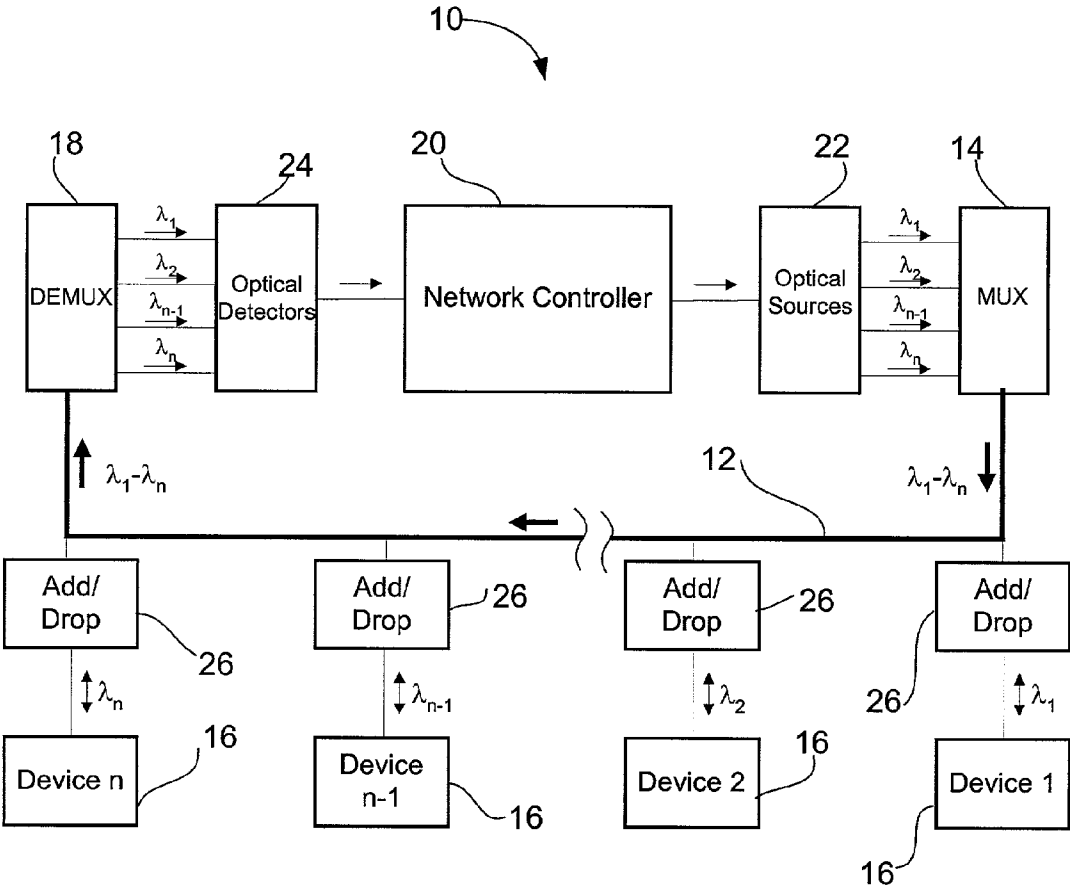 10
18
24
20
22
14
λ1
λ2
λn-1
λn
DEMUX
Optical
Detectors
Network Controller
Optical
Sources
λ1
λ2
λn-1
λn
MUX
λ1-λn
12
λ1-λn
Add/
Drop
26
Add/
Drop
26
Add/
Drop
26
Add/
Drop
26
λn
λn-1
λ2
λ1
Device n
16
Device
n-1
16
Device 2
16
Device 1
16